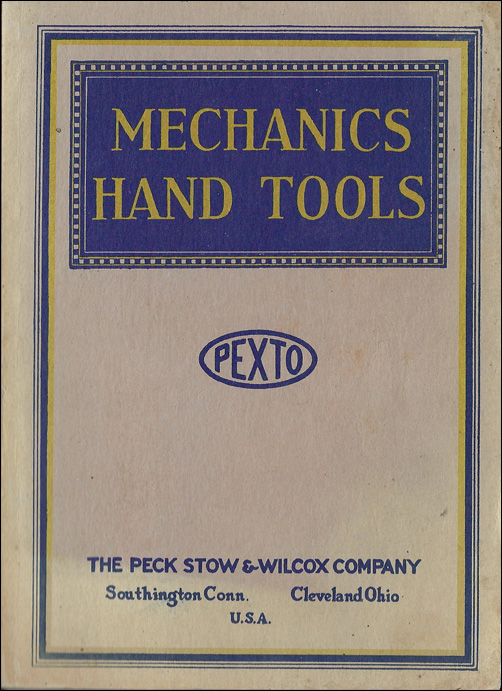 MECHANICS
HAND TOOLS
PEXTO
THE PECK STOW & WILCOX COMPANY
Southington Conn. Cleveland Ohio
U.S.A.